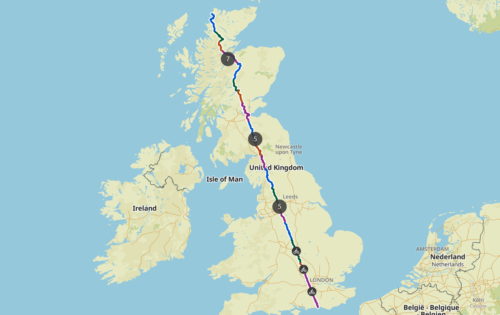 7
5
Newcastle
upon Tyne
United Kingdom
Isle of Man
Leeds
Ireland
5
AMSTERDAM
Nederland
Netherlands
LONDON
België - Belgique
Belgien